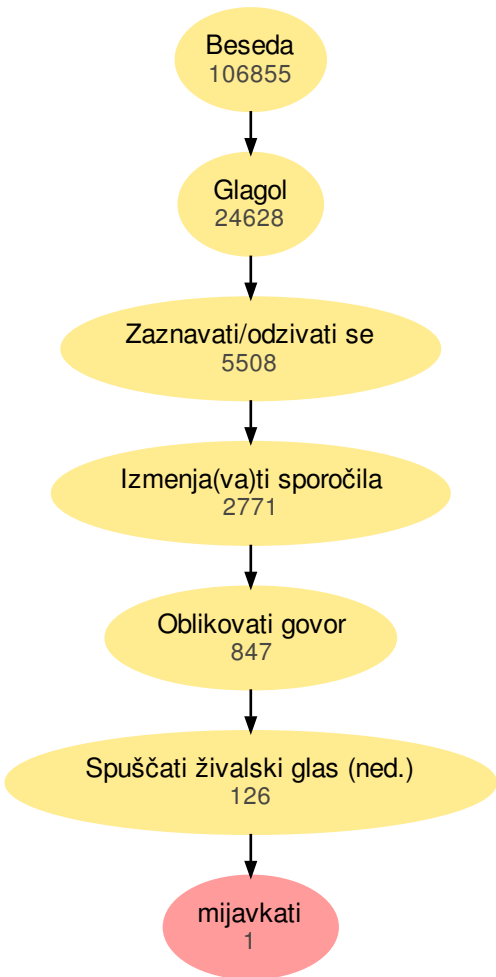 Beseda
106855
Glagol
24628
Zaznavati/odzivati se
5508
Izmenja(va)ti sporočila
2771
Oblikovati govor
847
Spuščati živalski glas (ned.)
126
mijavkati
1